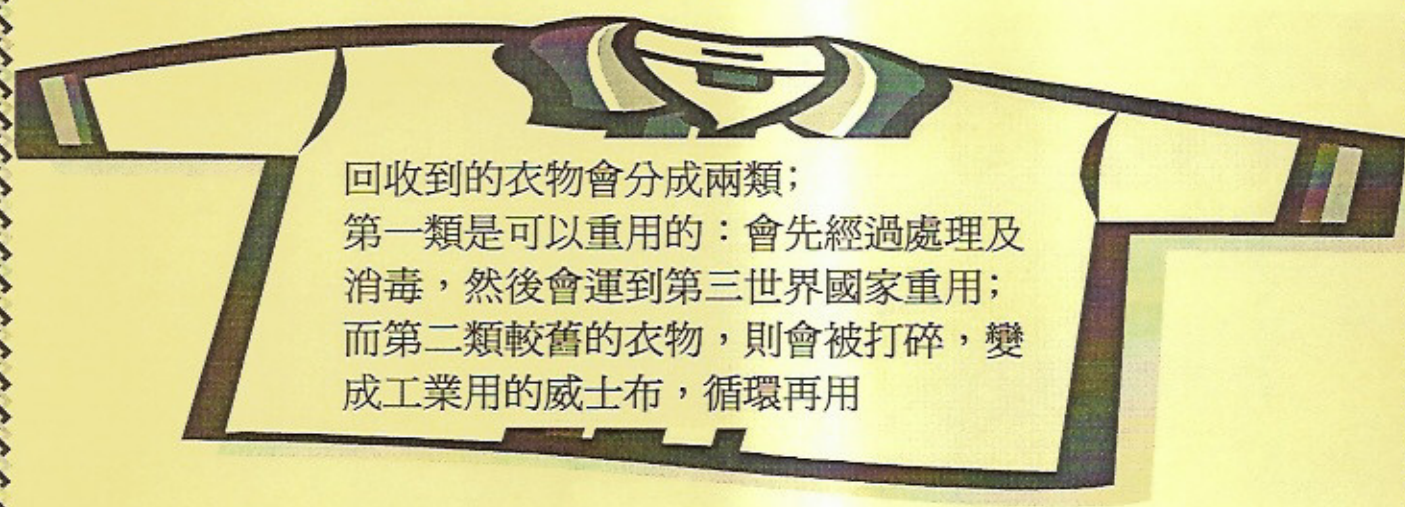 回收到的衣物會分成兩類；
第一類是可以重用的：會先經過處理及
消毒，然後會運到第三世界國家重用；
而第二類較舊的衣物，則會被打碎，變
成工業用的威士布，循環再用